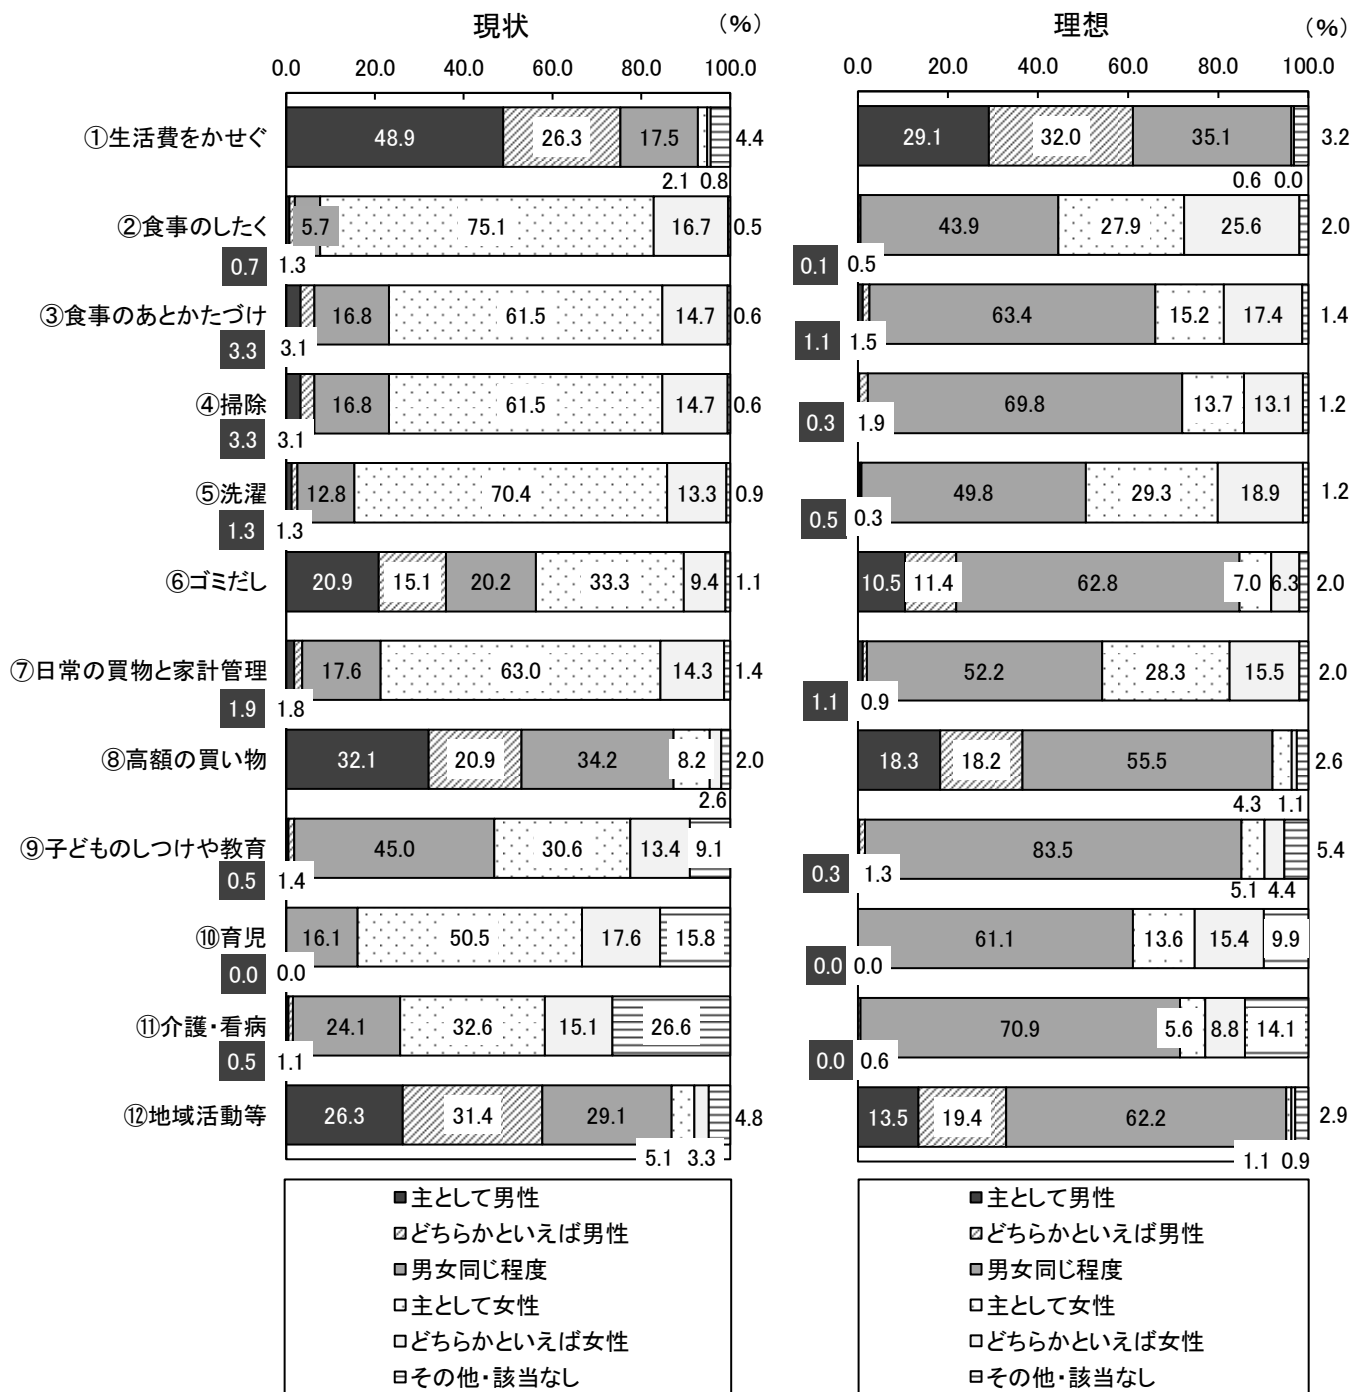 現状 (%) 理想 (%)
0.0 20.0 40.0 60.0 80.0 100.0 0.0 20.0 40.0 60.0 80.0 100.0
①生活費をかせぐ 48.9 26.3 17.5 4.4 29.1 32.0 35.1 3.2
2.1 0.8 0.6 0.0
②食事のしたく 5.7 75.1 16.7 0.5 43.9 27.9 25.6 2.0
0.7 1.3 0.1 0.5
③食事のあとかたづけ 16.8 61.5 14.7 0.6 63.4 15.2 17.4 1.4
3.3 3.1 1.1 1.5
④掃除 16.8 61.5 14.7 0.6 69.8 13.7 13.1 1.2
3.3 3.1 0.3 1.9
⑤洗濯 12.8 70.4 13.3 0.9 49.8 29.3 18.9 1.2
1.3 1.3 0.5 0.3
⑥ゴミだし 20.9 15.1 20.2 33.3 9.4 1.1 10.5 11.4 62.8 7.0 6.3 2.0
⑦日常の買物と家計管理 17.6 63.0 14.3 1.4 52.2 28.3 15.5 2.0
1.9 1.8 1.1 0.9
⑧高額の買い物 32.1 20.9 34.2 8.2 2.0 18.3 18.2 55.5 2.6
2.6 4.3 1.1
⑨子どものしつけや教育 45.0 30.6 13.4 9.1 83.5 5.4
0.5 1.4 0.3 1.3 5.1 4.4
⑩育児 16.1 50.5 17.6 15.8 61.1 13.6 15.4 9.9
0.0 0.0 0.0 0.0
⑪介護・看病 24.1 32.6 15.1 26.6 70.9 5.6 8.8 14.1
0.5 1.1 0.0 0.6
⑫地域活動等 26.3 31.4 29.1 4.8 13.5 19.4 62.2 2.9
5.1 3.3 1.1 0.9
主として男性 主として男性
どちらかといえば男性 どちらかといえば男性
男女同じ程度 男女同じ程度
主として女性 主として女性
どちらかといえば女性 どちらかといえば女性
その他・該当なし その他・該当なし